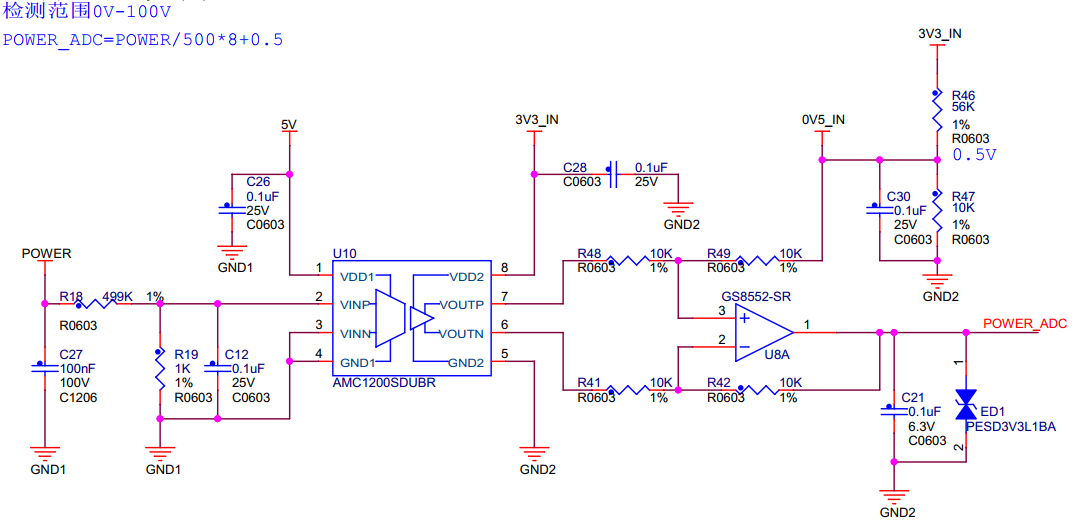 检测范围0V-100V
POWER_ADC=POWER/500*8+0.5
3V3_IN
R46
56K
1%
R0603
0.5V
5V
3V3_IN
0V5_IN
C26
0.1uF
25V
C0603
GND1
C28
C0603
0.1uF
25V
GND2
C30
0.1uF
25V
C0603
R47
10K
1%
R0603
GND2
POWER
R18
499K
1%
R0603
C27
100nF
100V
C1206
GND1
R19
1K
1%
R0603
C12
0.1uF
25V
C0603
GND1
U10
1
VDD1
VDD2
8
2
VINP
VOUTP
7
3
VINN
VOUTN
6
4
GND1
GND2
5
AMC1200SDUBR
GND2
R48
R0603
10K
1%
R49
R0603
10K
1%
GS8552-SR
3
+
2
1
U8A
R41
R0603
10K
1%
R42
R0603
10K
1%
POWER_ADC
C21
0.1uF
6.3V
C0603
1
ED1
PESD3V3L1BA
2
GND2